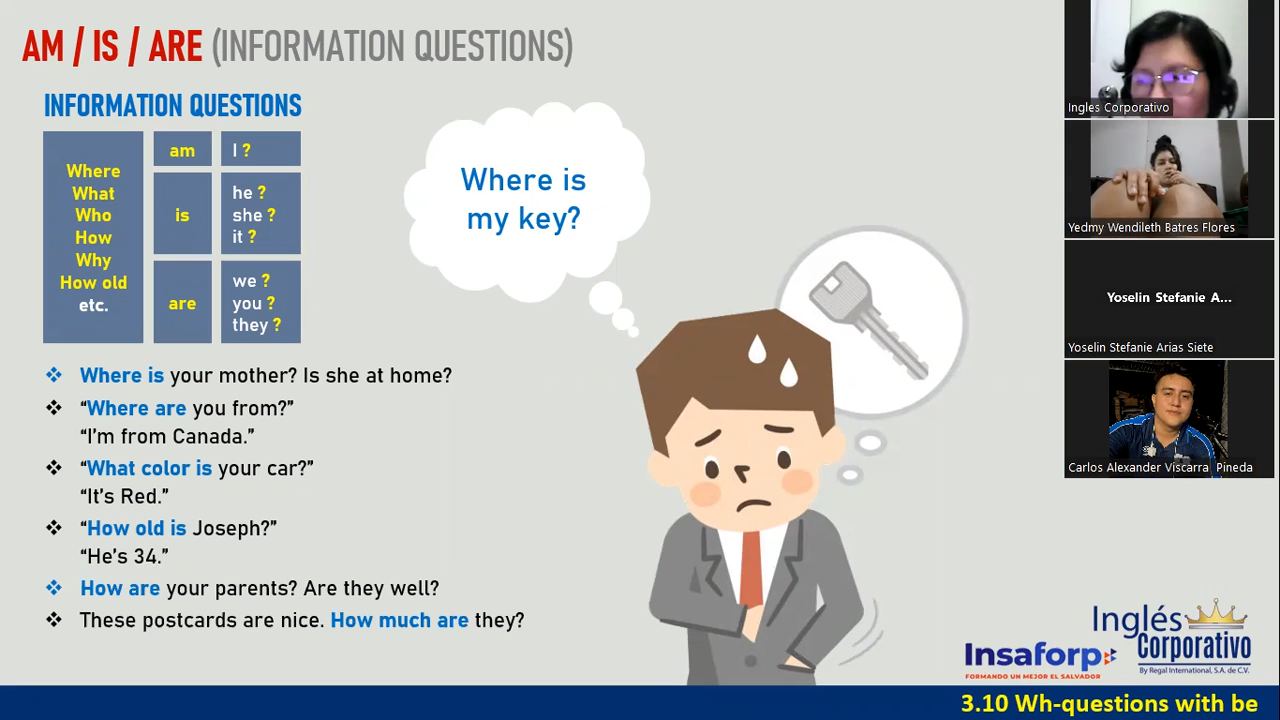 AM / IS / ARE (INFORMATION QUESTIONS)
INFORMATION QUESTIONS
Where
What
Who
How
Why
How old
etc.
am
I ?
is
he ?
she ?
it ?
are
we ?
you ?
they ?
Where is
my key?
Where is your mother? Is she at home?
“Where are you from?”
“I’m from Canada.”
“What color is your car?”
“It’s Red.”
“How old is Joseph?”
“He’s 34.”
How are your parents? Are they well?
These postcards are nice. How much are they?
Ingles Corporativo
Yedmy Wendileth Batres Flores
Yoselin Stefanie A...
Yoselin Stefanie Arias Siete
Carlos Alexander Viscarra Pineda
Insaforp
FORMANDO UN MEJOR EL SALVADOR
Inglés
Corporativo
By Regal International, S.A. de C.V.
3.10 Wh-questions with be